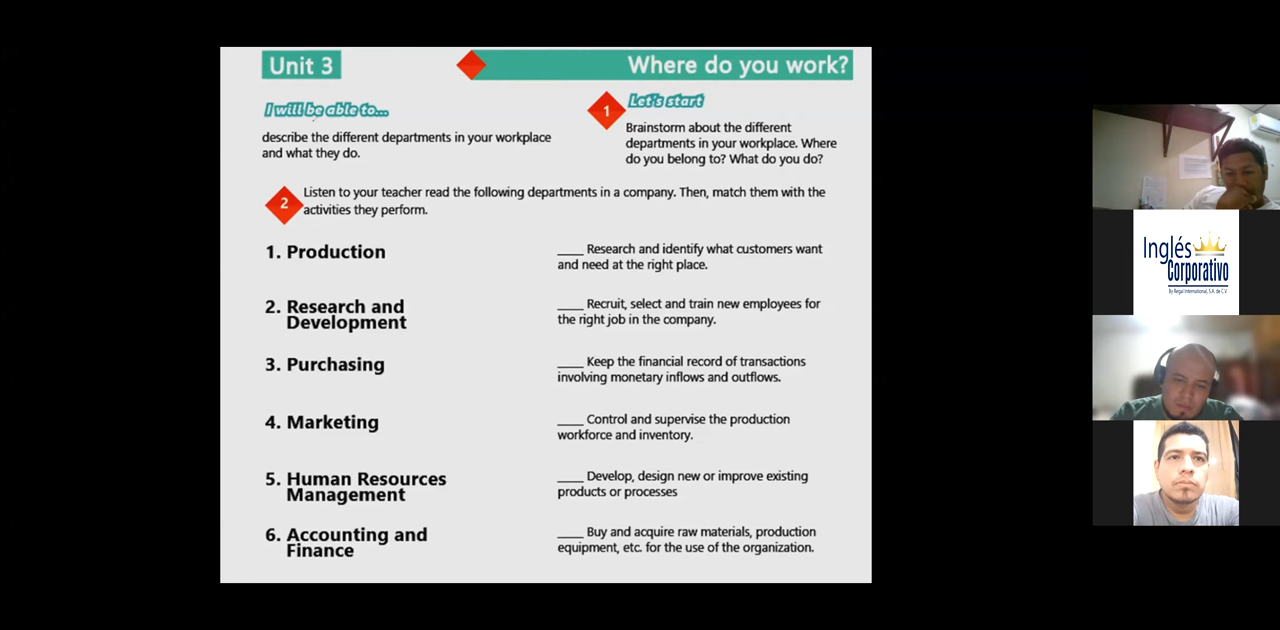 Unit 3
Where do you work?
I will be able to...
describe the different departments in your workplace
and what they do.
1
Let's start
Brainstorm about the different
departments in your workplace. Where
do you belong to? What do you do?
2
Listen to your teacher read the following departments in a company. Then, match them with the
activities they perform.
1. Production
____ Research and identify what customers want
and need at the right place.
2. Research and
Development
____ Recruit, select and train new employees for
the right job in the company.
3. Purchasing
____ Keep the financial record of transactions
involving monetary inflows and outflows.
4. Marketing
____ Control and supervise the production
workforce and inventory.
5. Human Resources
Management
____ Develop, design new or improve existing
products or processes
6. Accounting and
Finance
____ Buy and acquire raw materials, production
equipment, etc. for the use of the organization.
Inglés
Corporativo
By Regal International, S.A. de C.V.